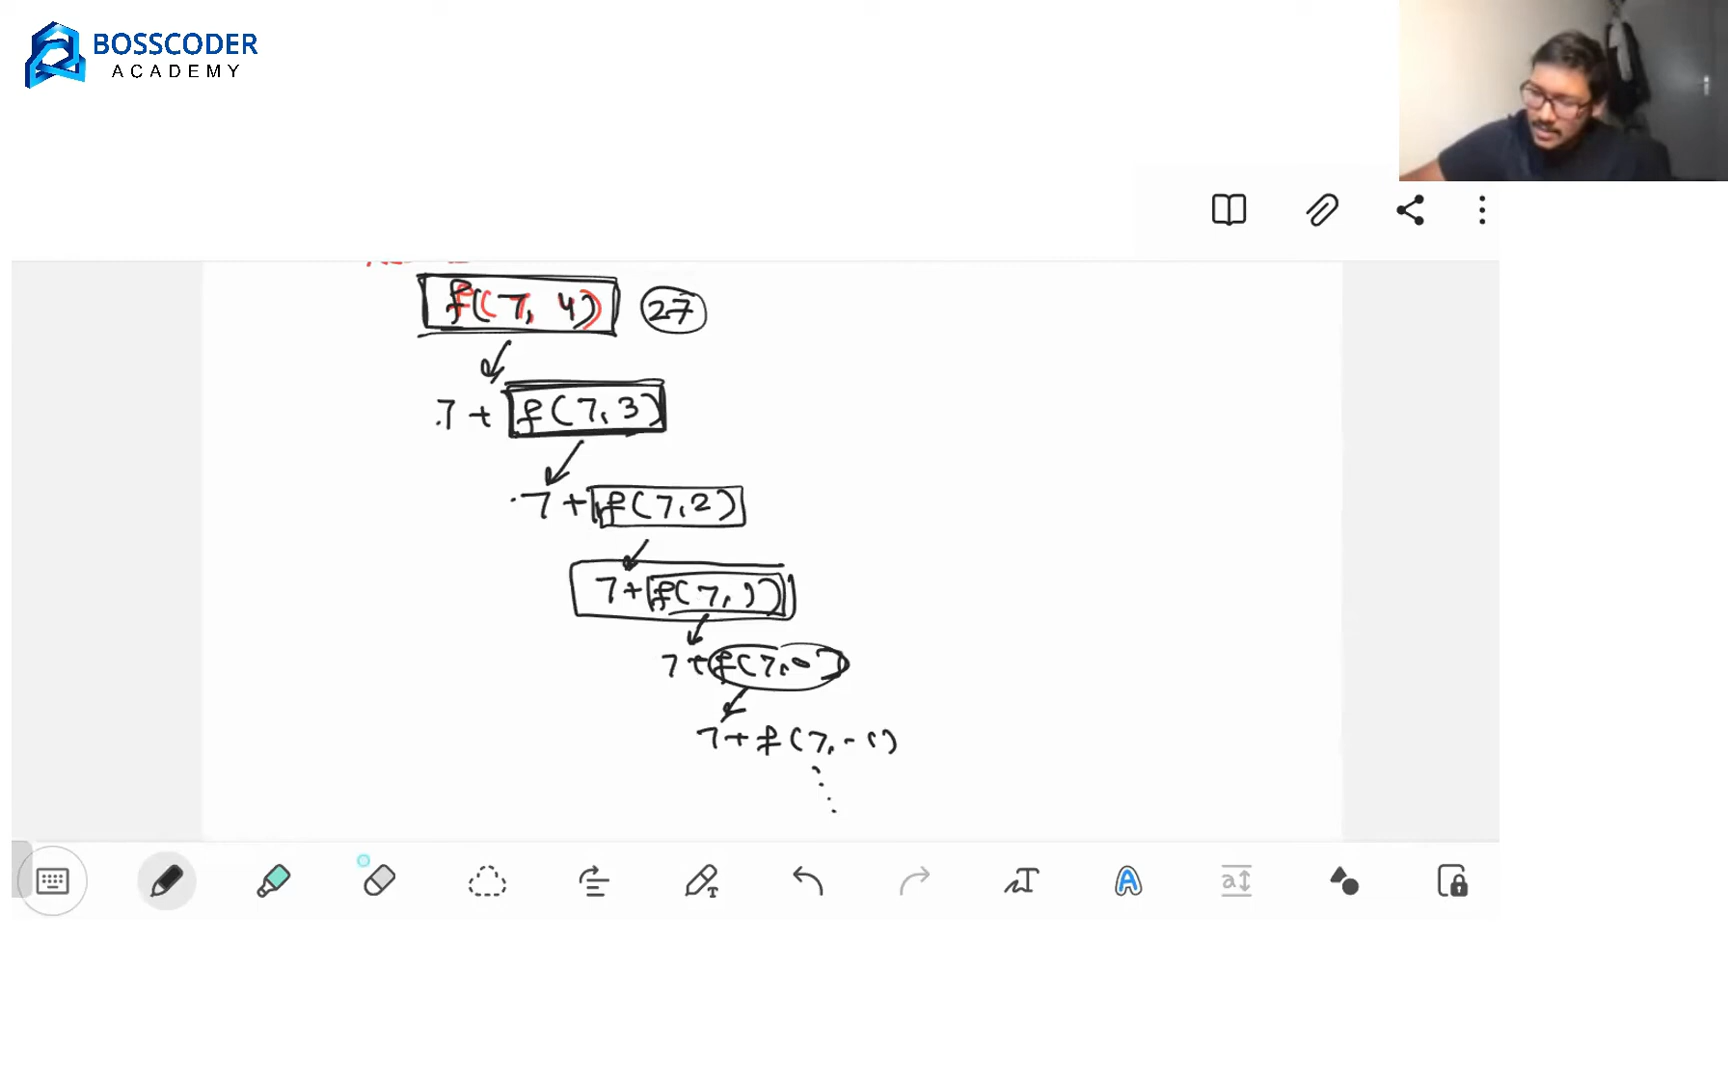 BOSSCODER
ACADEMY
f(7, 4) 27
7 + f(7, 3)
7 + f(7, 2)
7 + f(7, 1)
7 + f(7, 0)
7 + f(7, -1)
T
T
A
a